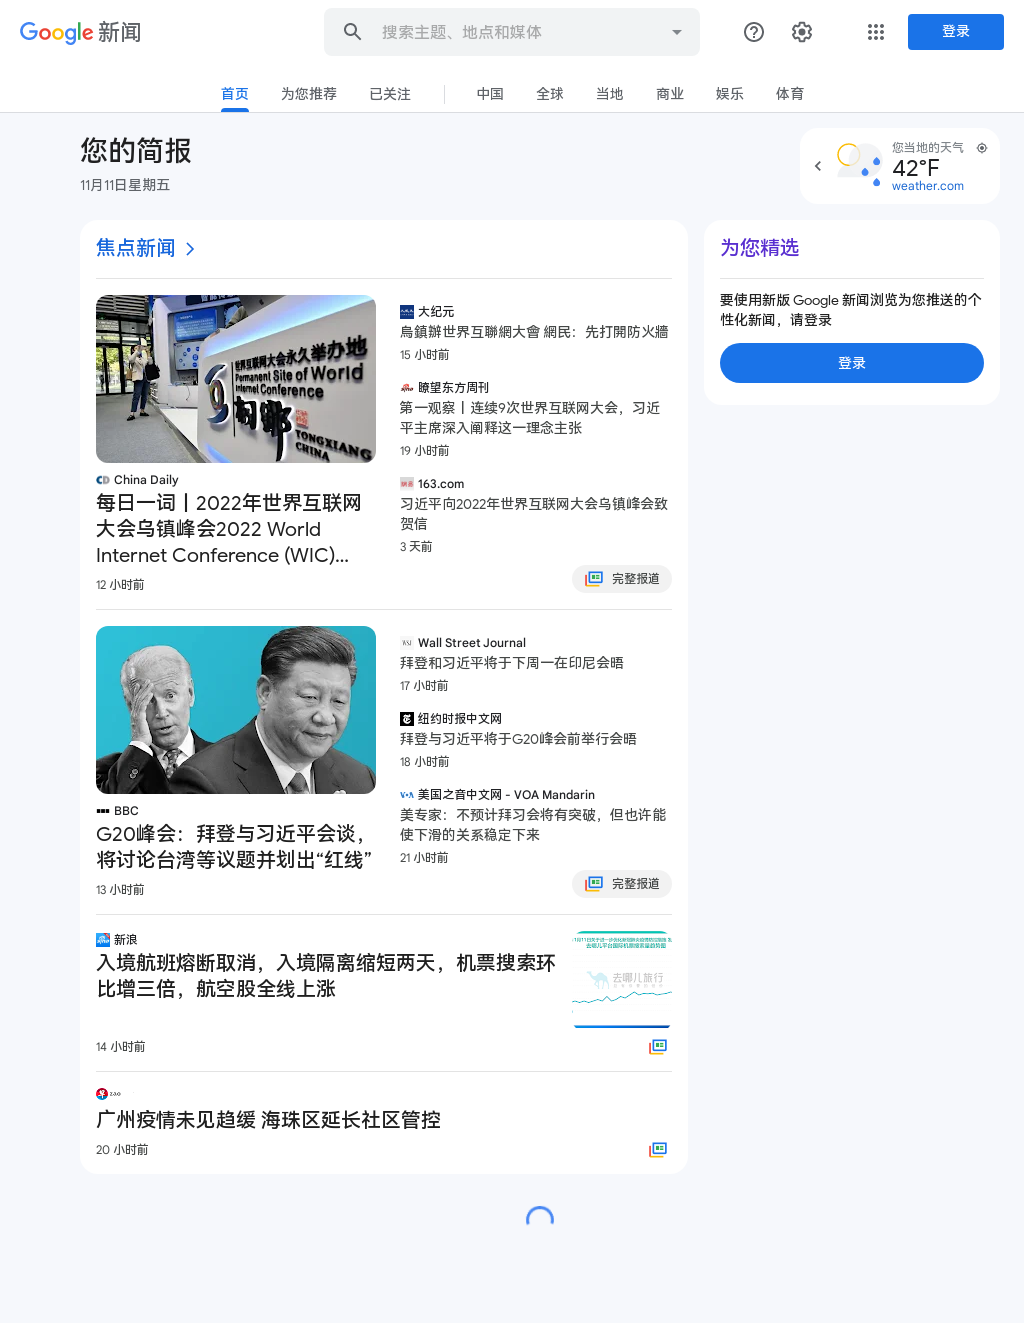 Google 新闻
搜索主题、地点和媒体
登录
首页
为您推荐
已关注
中国
全球
当地
商业
娱乐
体育
您的简报
11月11日星期五
您当地的天气
42°F
weather.com
焦点新闻
世界互联网大会永久举办地
Permanent Site of World
Internet Conference
TONGXIANG
CHINA
China Daily
每日一词丨2022年世界互联网
大会乌镇峰会2022 World
Internet Conference (WIC)...
12 小时前
大纪元
烏鎮辦世界互聯網大會 網民：先打開防火牆
15 小时前
瞭望东方周刊
第一观察丨连续9次世界互联网大会，习近
平主席深入阐释这一理念主张
19 小时前
163.com
习近平向2022年世界互联网大会乌镇峰会致
贺信
3 天前
完整报道
BBC
G20峰会：拜登与习近平会谈，
将讨论台湾等议题并划出“红线”
13 小时前
WSJ
Wall Street Journal
拜登和习近平将于下周一在印尼会晤
17 小时前
纽约时报中文网
拜登与习近平将于G20峰会前举行会晤
18 小时前
VOA
美国之音中文网 - VOA Mandarin
美专家：不预计拜习会将有突破，但也许能
使下滑的关系稳定下来
21 小时前
完整报道
新浪
入境航班熔断取消，入境隔离缩短两天，机票搜索环
比增三倍，航空股全线上涨
14 小时前
去哪儿平台国际机票搜索量趋势图
去哪儿旅行
广州疫情未见趋缓 海珠区延长社区管控
20 小时前
为您精选
要使用新版 Google 新闻浏览为您推送的个
性化新闻，请登录
登录